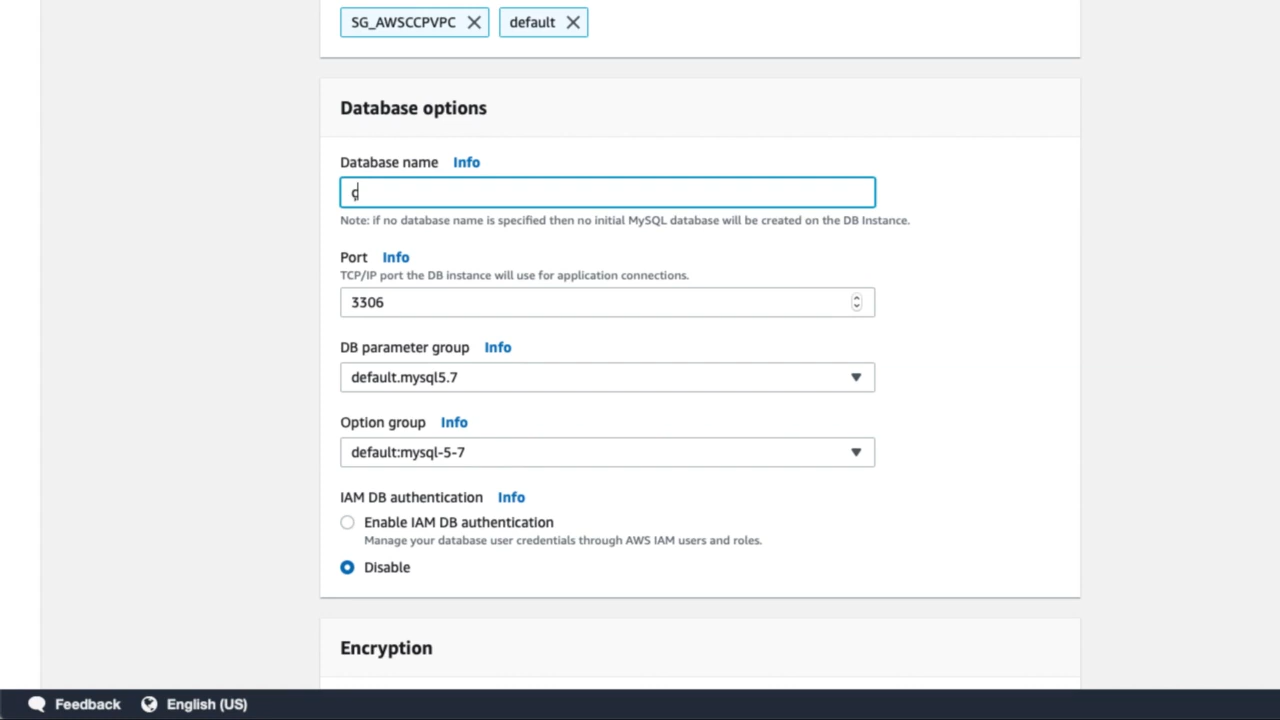 SG_AWSCCPVPC default
Database options
Database name Info
c
Note: if no database name is specified then no initial MySQL database will be created on the DB Instance.
Port Info
TCP/IP port the DB instance will use for application connections.
3306
DB parameter group Info
default.mysql5.7
Option group Info
default:mysql-5-7
IAM DB authentication Info
Enable IAM DB authentication
Manage your database user credentials through AWS IAM users and roles.
Disable
Encryption
Feedback English (US)